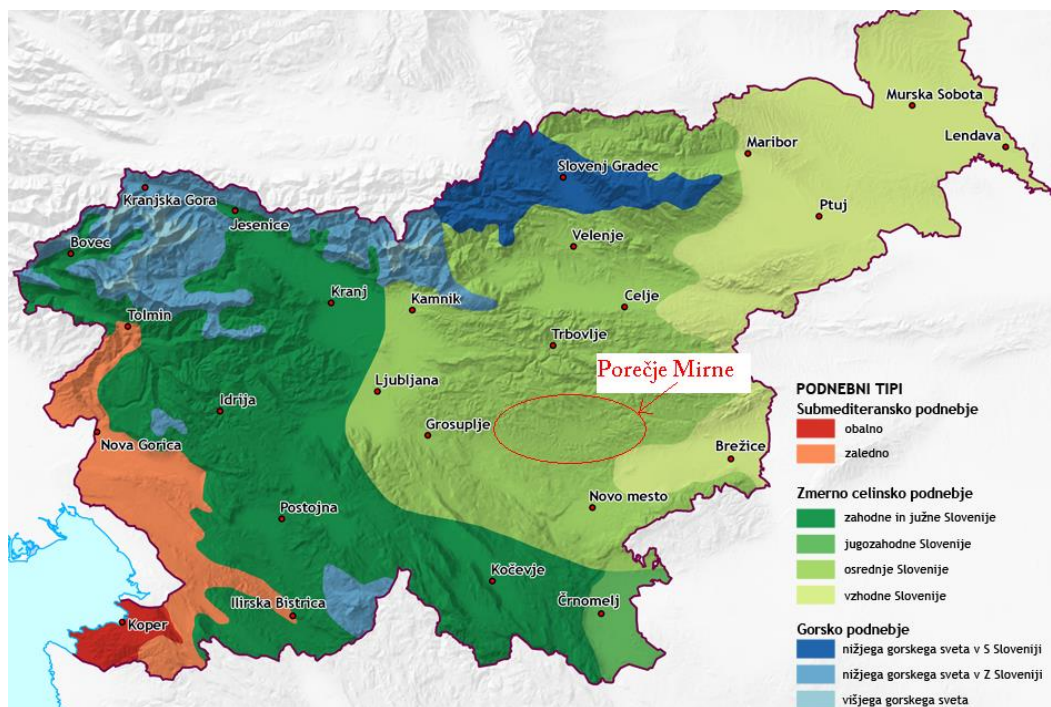 Murska Sobota
Lendava
Maribor
Slovenj Gradec
Ptuj
Kranjska Gora
Jesenice
Velenje
Bovec
Kranj
Kamnik
Celje
Tolmin
Trbovlje
Porečje Mirne
Ljubljana
Idrija
Grosuplje
Nova Gorica
Brežice
Novo mesto
Postojna
Kočevje
Črnomelj
Ilirska Bistrica
Koper
PODNEBNI TIPI
Submediteransko podnebje
obalno
zaledno
Zmerno celinsko podnebje
zahodne in južne Slovenije
jugozahodne Slovenije
osrednje Slovenije
vzhodne Slovenije
Gorsko podnebje
nižjega gorskega sveta v S Sloveniji
nižjega gorskega sveta v Z Sloveniji
višjega gorskega sveta